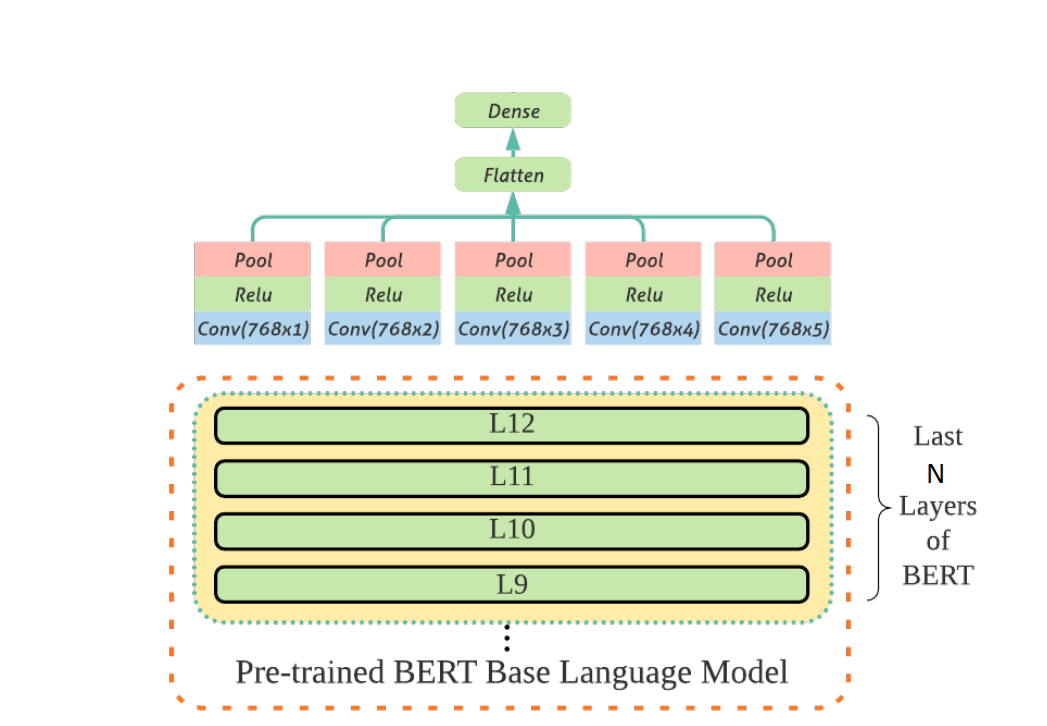 Dense
Flatten
Pool Pool Pool Pool Pool
Relu Relu Relu Relu Relu
Conv(768x1) Conv(768x2) Conv(768x3) Conv(768x4) Conv(768x5)
L12
L11
L10
L9
Last
N
Layers
of
BERT
Pre-trained BERT Base Language Model